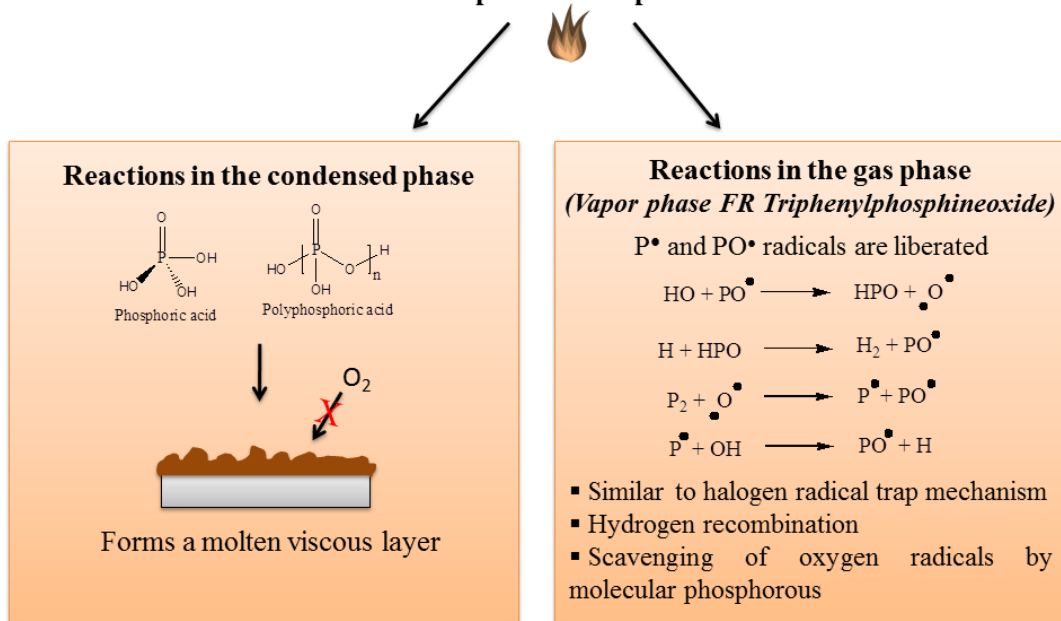 Reactions in the condensed phase
O
P
OH
HO
OH
Phosphoric acid
O
HO
P
O
H
n
OH
Polyphosphoric acid
O₂
X
Forms a molten viscous layer
Reactions in the gas phase
(Vapor phase FR Triphenylphosphineoxide)
P• and PO• radicals are liberated
HO + PO• → HPO + •O•
H + HPO → H₂ + PO•
P₂ + •O• → P• + PO•
P• + OH → PO• + H
▪ Similar to halogen radical trap mechanism
▪ Hydrogen recombination
▪ Scavenging of oxygen radicals by
molecular phosphorous